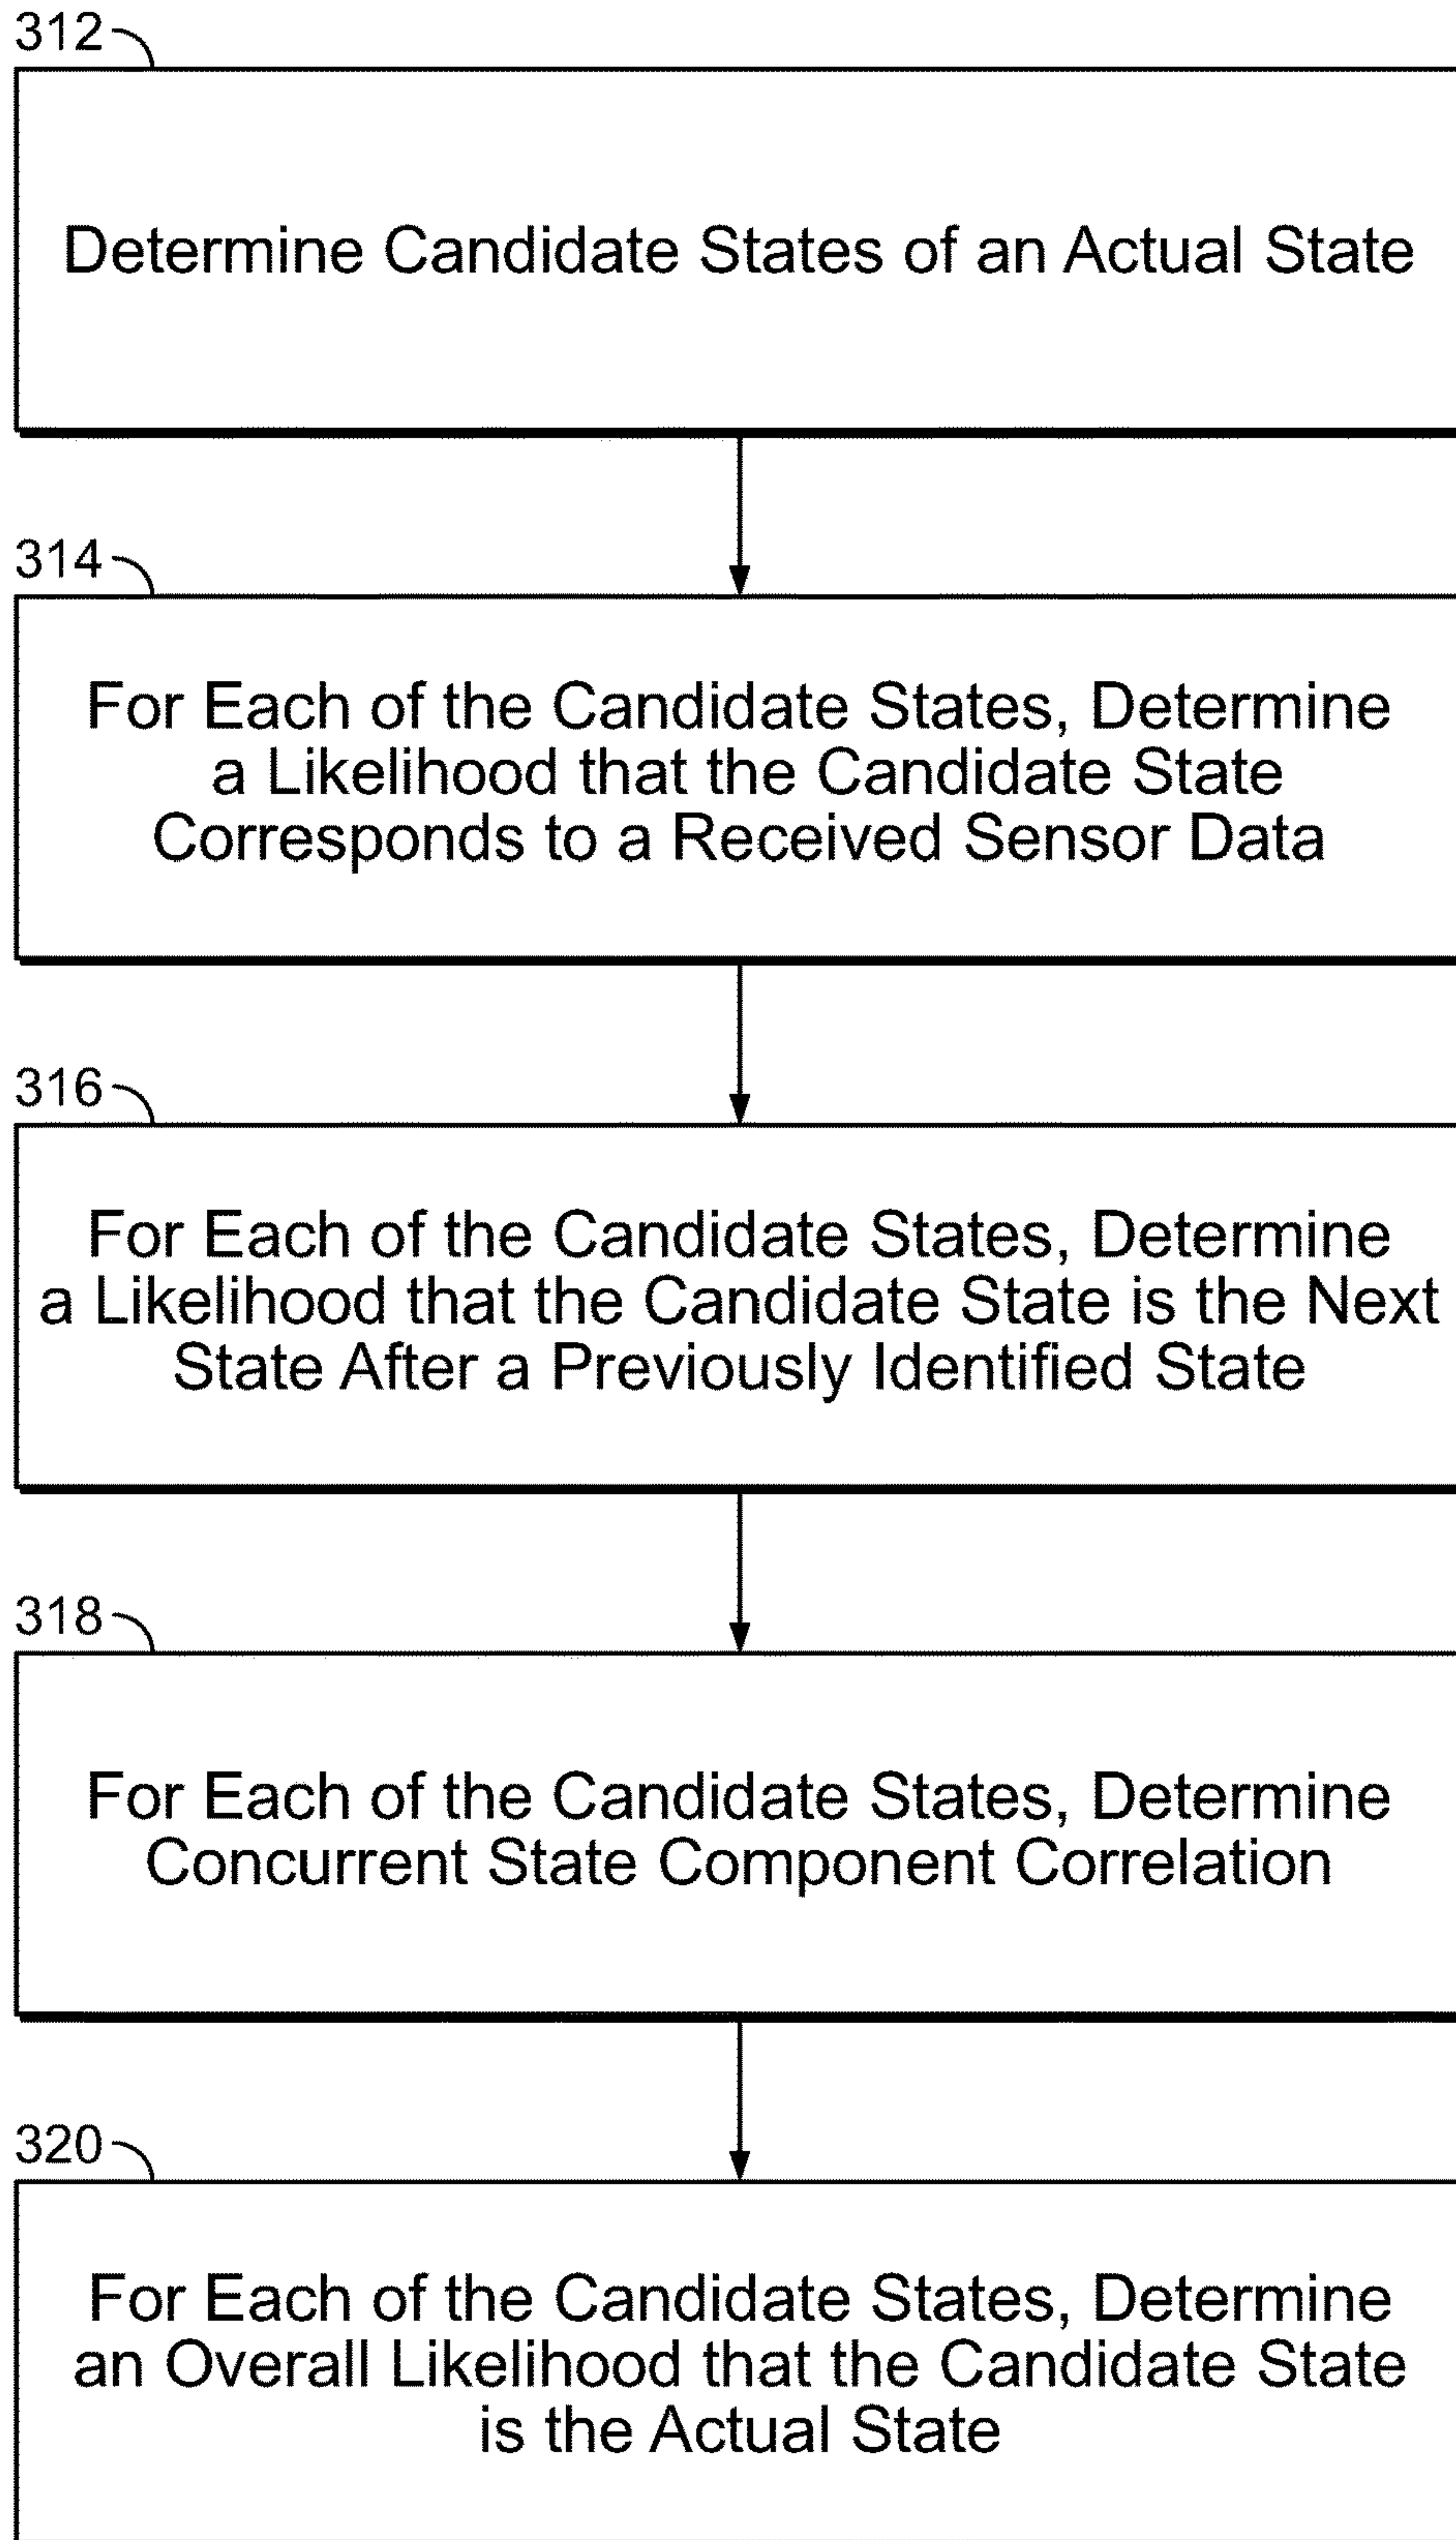 312
Determine Candidate States of an Actual State
314
For Each of the Candidate States, Determine
a Likelihood that the Candidate State
Corresponds to a Received Sensor Data
316
For Each of the Candidate States, Determine
a Likelihood that the Candidate State is the Next
State After a Previously Identified State
318
For Each of the Candidate States, Determine
Concurrent State Component Correlation
320
For Each of the Candidate States, Determine
an Overall Likelihood that the Candidate State
is the Actual State